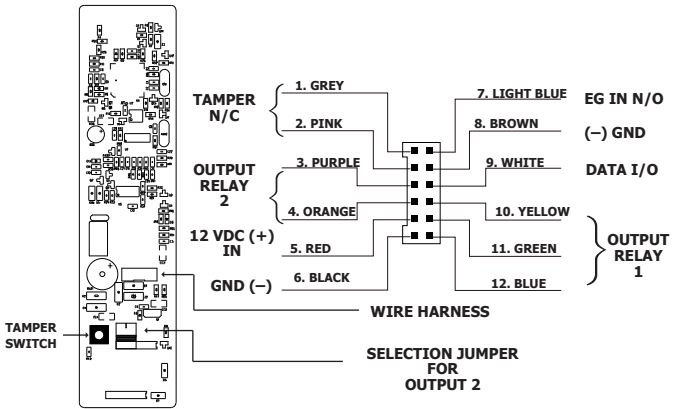 1. GREY
TAMPER
N/C
2. PINK
3. PURPLE
OUTPUT
RELAY
2
4. ORANGE
12 VDC (+)
IN
5. RED
6. BLACK
GND (–)
7. LIGHT BLUE
EG IN N/O
8. BROWN
(–) GND
9. WHITE
DATA I/O
10. YELLOW
11. GREEN
OUTPUT
RELAY
1
12. BLUE
WIRE HARNESS
TAMPER
SWITCH
SELECTION JUMPER
FOR
OUTPUT 2